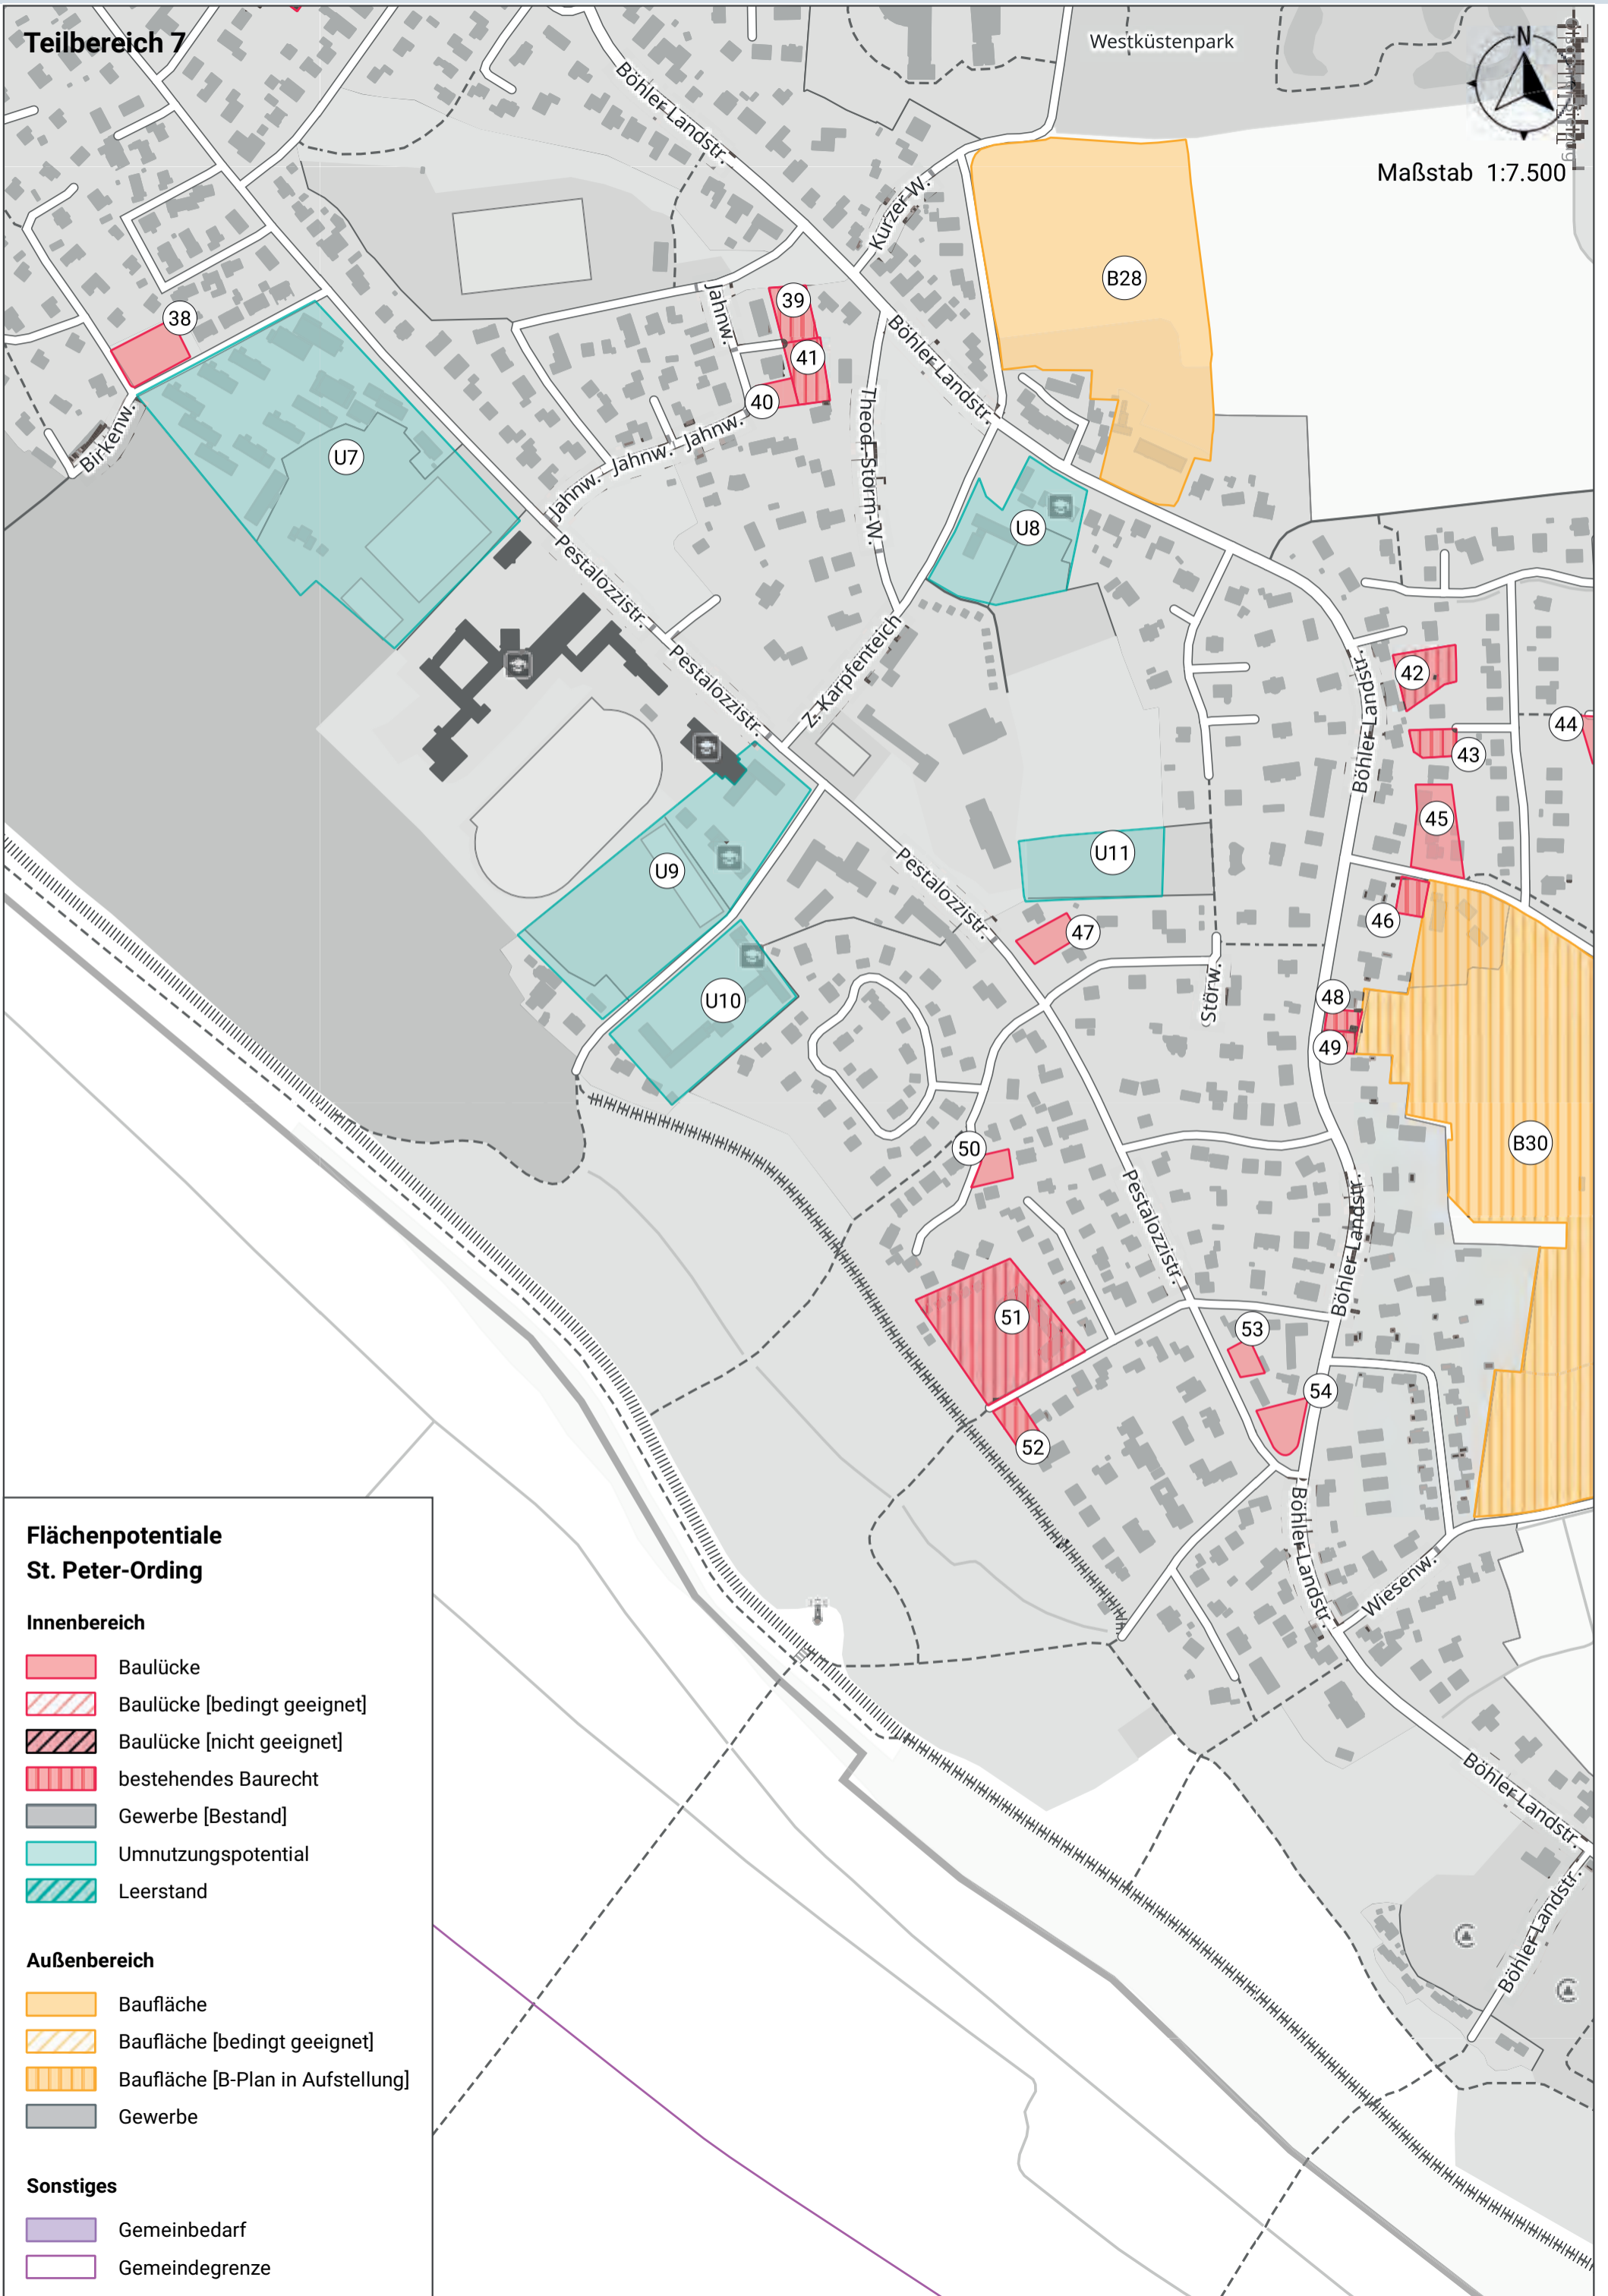 Teilbereich 7
Westküstenpark
N
Maßstab 1:7.500
Böhler Landstr.
Kurzer W.
B28
38
39
Jahnw.
41
40
Böhler Landstr.
Theod.-Storm-W.
Birkenw.
U7
Jahnw.
Jahnw.
Jahnw.
U8
Pestalozzistr.
Pestalozzistr.
Z. Karpfenteich
Böhler Landstr.
42
44
43
45
U11
U9
Pestalozzistr.
47
46
U10
Störw.
48
49
B30
50
Pestalozzistr.
Böhler Landstr.
51
53
54
52
Böhler Landstr.
Wiesenw.
Böhler Landstr.
Böhler Landstr.
Flächenpotentiale
St. Peter-Ording
Innenbereich
Baulücke
Baulücke [bedingt geeignet]
Baulücke [nicht geeignet]
bestehendes Baurecht
Gewerbe [Bestand]
Umnutzungspotential
Leerstand
Außenbereich
Baufläche
Baufläche [bedingt geeignet]
Baufläche [B-Plan in Aufstellung]
Gewerbe
Sonstiges
Gemeinbedarf
Gemeindegrenze